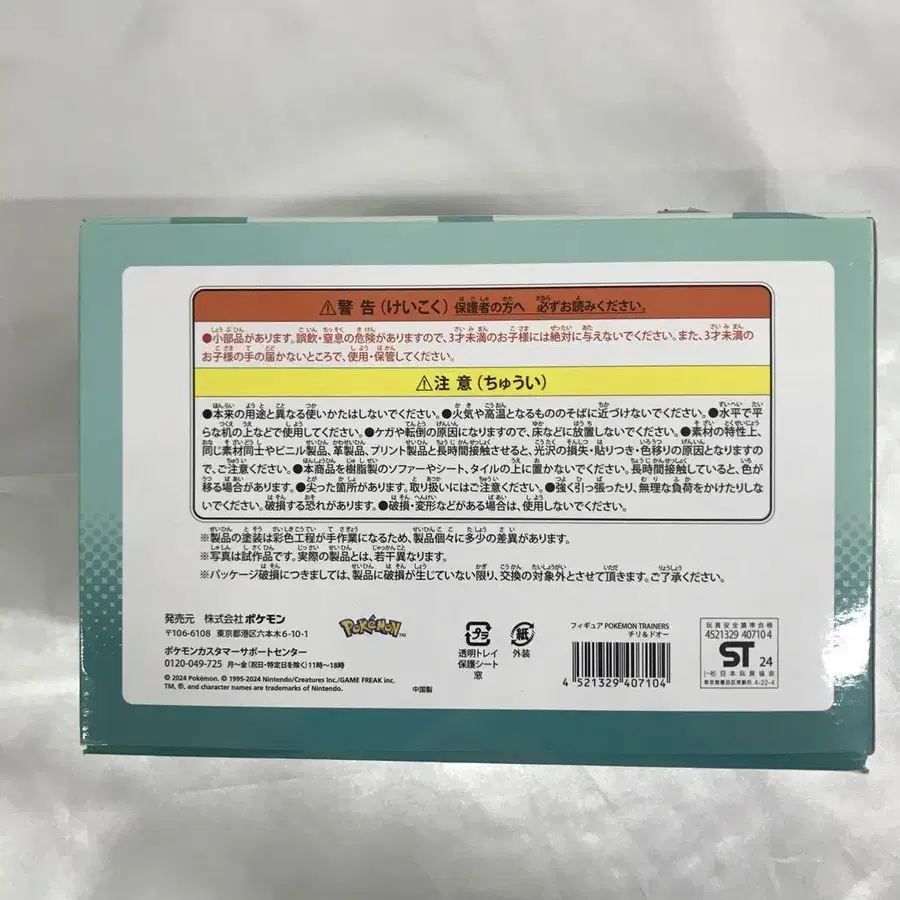 ⚠警告(けいこく) 保護者の方へ 必ずお読みください。
●小部品があります。誤飲・窒息の危険がありますので、3才未満のお子様には絶対に与えないでください。また、3才未満の
お子様の手の届かないところで、使用・保管してください。
⚠注意(ちゅうい)
●本来の用途と異なる使いかたはしないでください。●火気や高温となるもののそばに近づけないでください。●水平で平
らな机の上などで使用してください。●ケガや転倒の原因になりますので、床などに放置しないでください。●素材の特性上、
同じ素材同士やビニル製品、革製品、プリント製品と長時間接触させると、光沢の損失・貼りつき・色移りの原因となりますの
で、ご注意ください。●本商品を樹脂製のソファーやシート、タイルの上に置かないでください。長時間接触していると、色が
移る場合があります。●尖った箇所があります。取り扱いにはご注意ください。●強く引っ張ったり、無理な負荷をかけたりしな
いでください。破損する恐れがあります。●破損・変形などがある場合は、使用しないでください。
※製品の塗装は彩色工程が手作業になるため、製品個々に多少の差異があります。
※写真は試作品です。実際の製品とは、若干異なります。
※パッケージ破損につきましては、製品に破損が生じていない限り、交換の対象外とさせて頂きます。ご了承ください。
発売元 株式会社ポケモン
〒106-6108 東京都港区六本木6-10-1
ポケモンカスタマーサポートセンター
0120-049-725 月〜金(祝日・特定日を除く)11時〜18時
© 2024 Pokémon. © 1995-2024 Nintendo/Creatures Inc./GAME FREAK inc.
TM, ®, and character names are trademarks of Nintendo.
中国製
POKéMON™
プラ
透明トレイ
保護シート
窓
紙
外装
フィギュア POKÉMON TRAINERS
チリ&ドオー
4 521329 407104
玩具安全基準合格
4521329 40710 4
ST 24
(一社)日本玩具協会
東京都墨田区東駒形 4-22-4